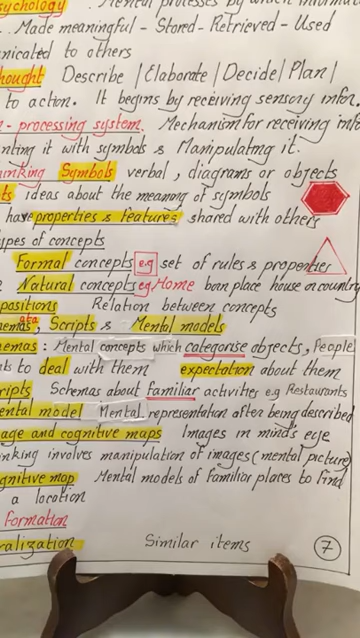 sychology . Mental processes by which informat
. Made meaningful - Stored - Retrieved - Used
nicated to others
hought Describe | Elaborate | Decide | Plan |
to action. It begins by receiving sensory infor.
n - processing system. Mechanism for receiving info
nting it with symbols & Manipulating it.
inking Symbols verbal, diagrams or objects
ts ideas about the meaning of symbols
have properties & features shared with others
ypes of concepts
Formal concepts e.g set of rules & properties
2 Natural concepts eg Home born place house or country
positions Relation between concepts
emas, ata Scripts & Mental models
emas : Mental concepts which categorise objects, People
ts to deal with them expectation about them
ripts Schemas about familiar activities e.g Restaurants
ental model Mental representation after being described
age and cognitive maps Images in mind's eye
nking involves manipulation of images (mental picture)
gnitive map Mental models of familiar places to find
a location
Formation
ralization Similar items 7